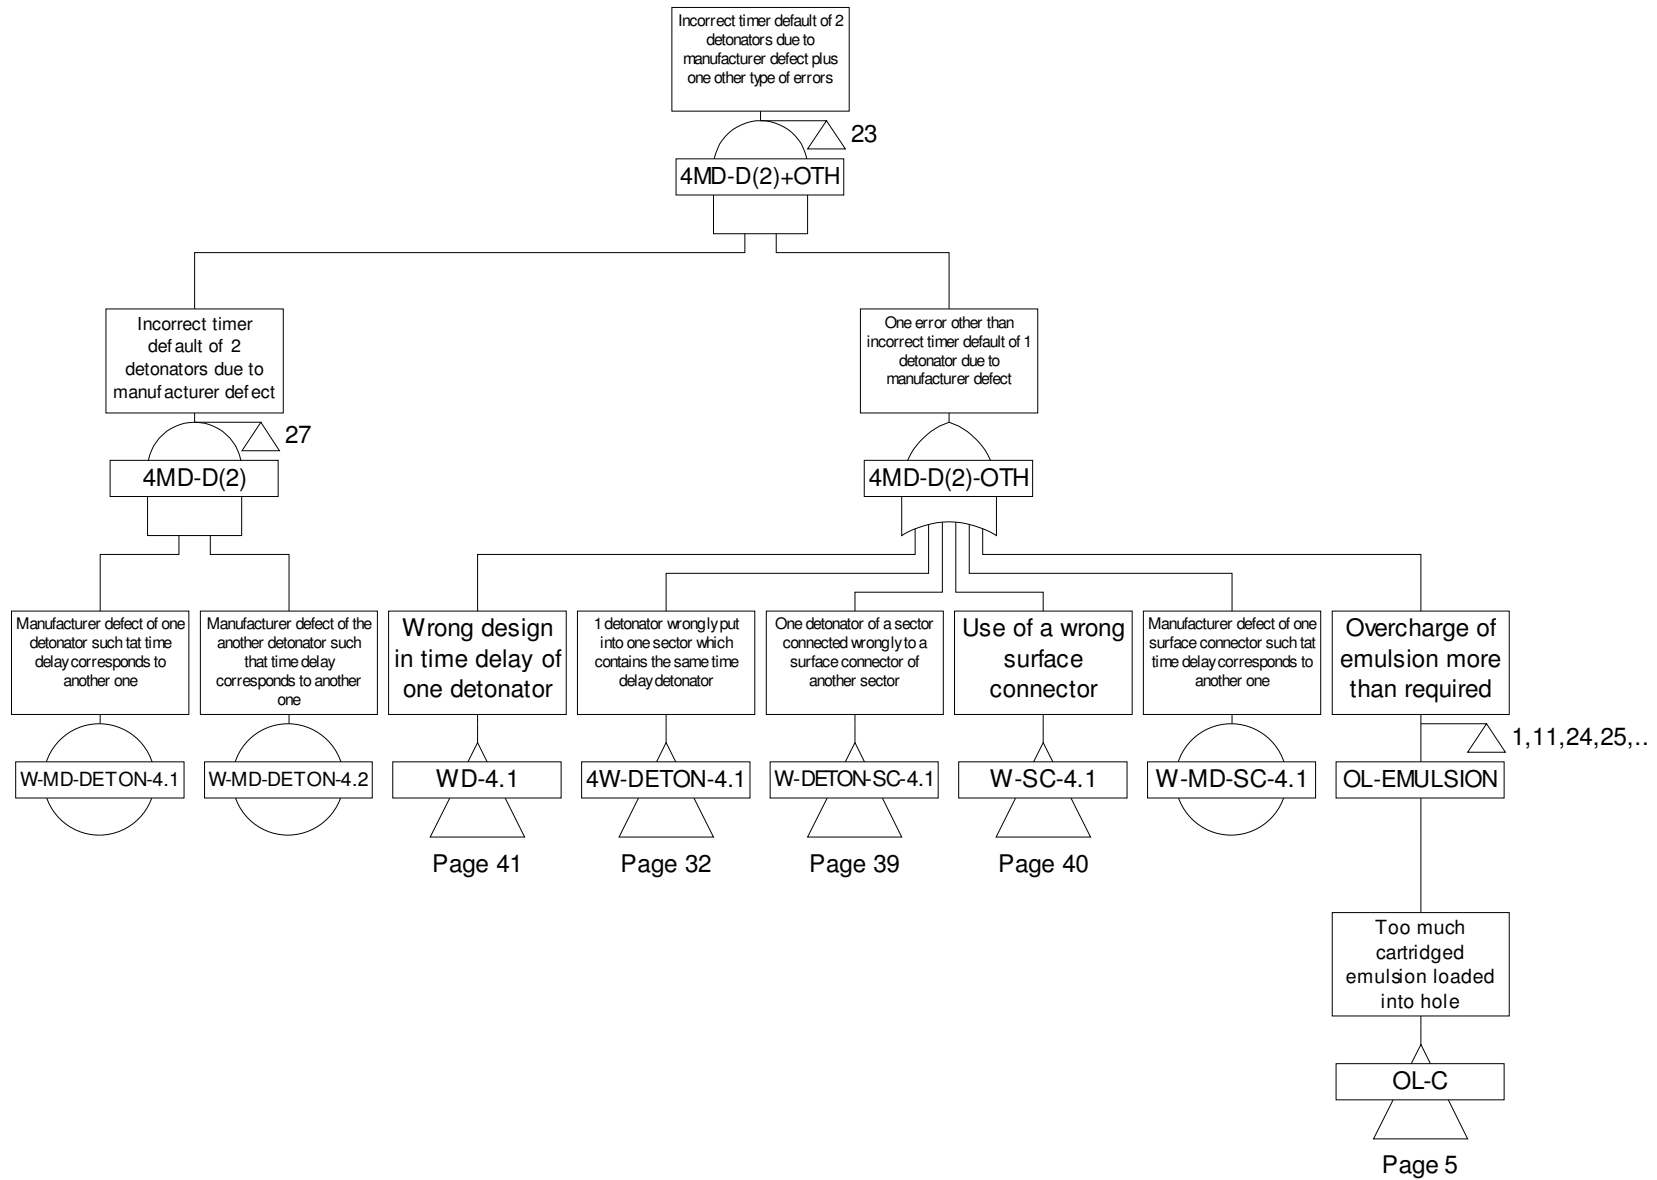 Incorrect timer default of 2
detonators due to
manufacturer defect plus
one other type of errors
23
4MD-D(2)+OTH
Incorrect timer
default of 2
detonators due to
manufacturer defect
27
4MD-D(2)
One error other than
incorrect timer default of 1
detonator due to
manufacturer defect
4MD-D(2)-OTH
Manufacturer defect of one
detonator such tat time
delay corresponds to
another one
W-MD-DETON-4.1
Manufacturer defect of the
another detonator such
that time delay
corresponds to another
one
W-MD-DETON-4.2
Wrong design
in time delay of
one detonator
WD-4.1
Page 41
1 detonator wrongly put
into one sector which
contains the same time
delay detonator
4W-DETON-4.1
Page 32
One detonator of a sector
connected wrongly to a
surface connector of
another sector
W-DETON-SC-4.1
Page 39
Use of a wrong
surface
connector
W-SC-4.1
Page 40
Manufacturer defect of one
surface connector such tat
time delay corresponds to
another one
W-MD-SC-4.1
Overcharge of
emulsion more
than required
1,11,24,25,..
OL-EMULSION
Too much
cartridged
emulsion loaded
into hole
OL-C
Page 5